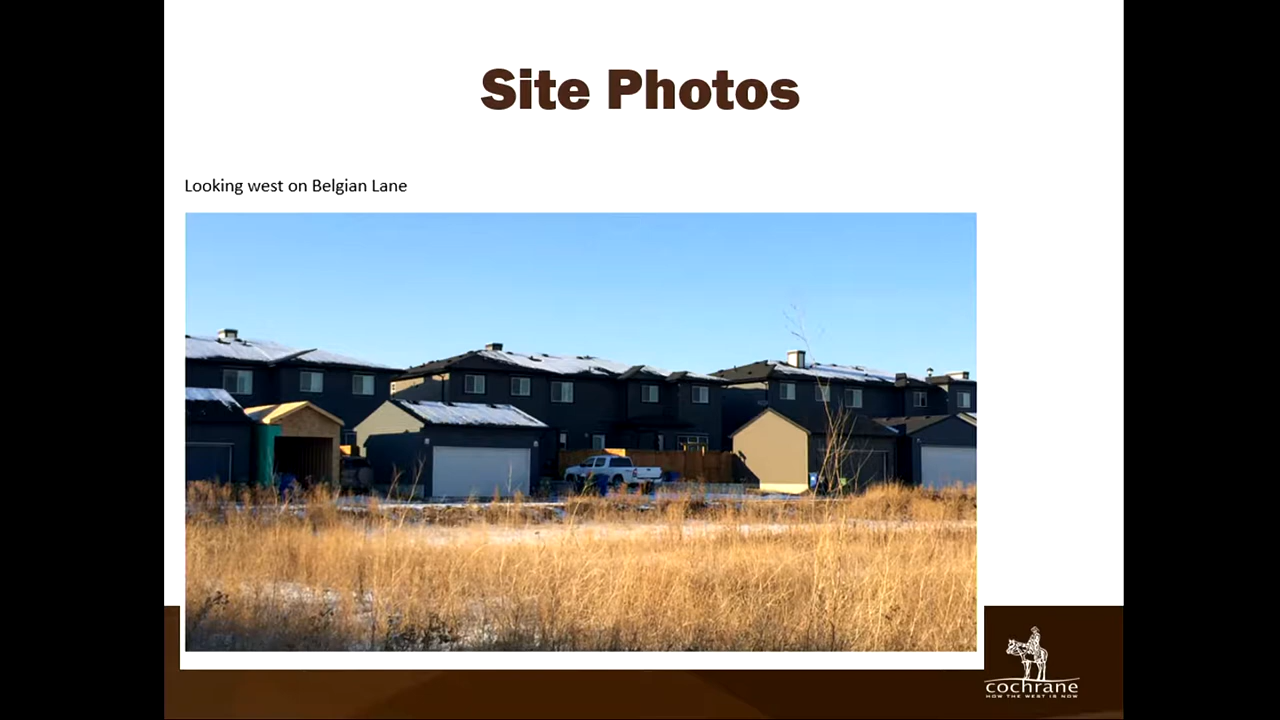 Site Photos
Looking west on Belgian Lane
cochrane
HOW THE WEST IS NOW